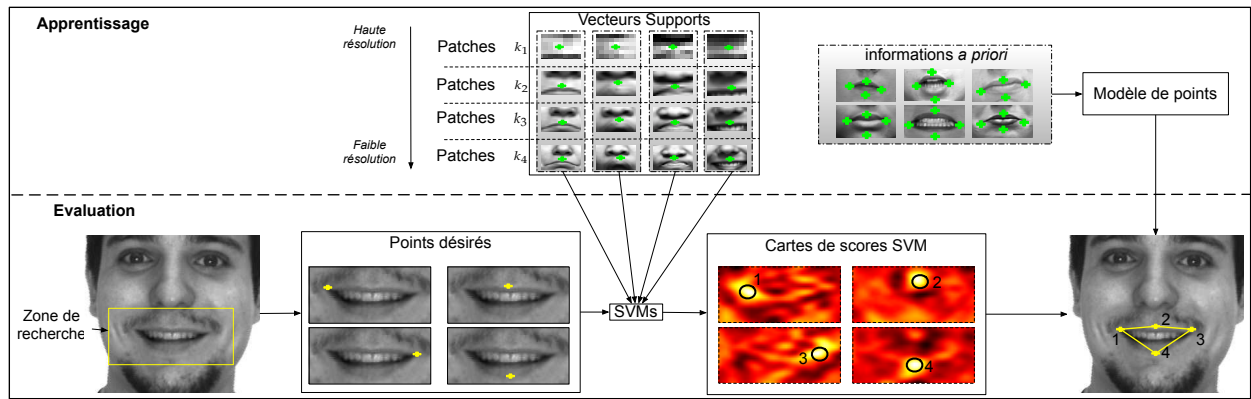 Apprentissage
Haute
résolution
Faible
résolution
Vecteurs Supports
Patches k₁
Patches k₂
Patches k₃
Patches k₄
informations a priori
Modèle de points
Evaluation
Zone de
recherche
Points désirés
SVMs
Cartes de scores SVM
1
2
3
4
1
2
3
4